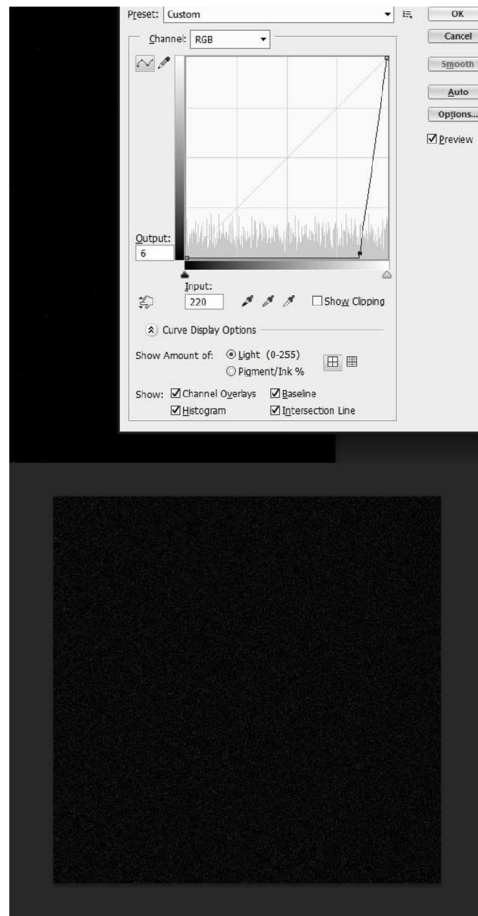 Preset: Custom
OK
Channel: RGB
Cancel
Smooth
Auto
Options...
Preview
Output:
6
Input:
220
Show Clipping
Curve Display Options
Show Amount of: Light (0-255)
Pigment/Ink %
Show: Channel Overlays Baseline
Histogram Intersection Line